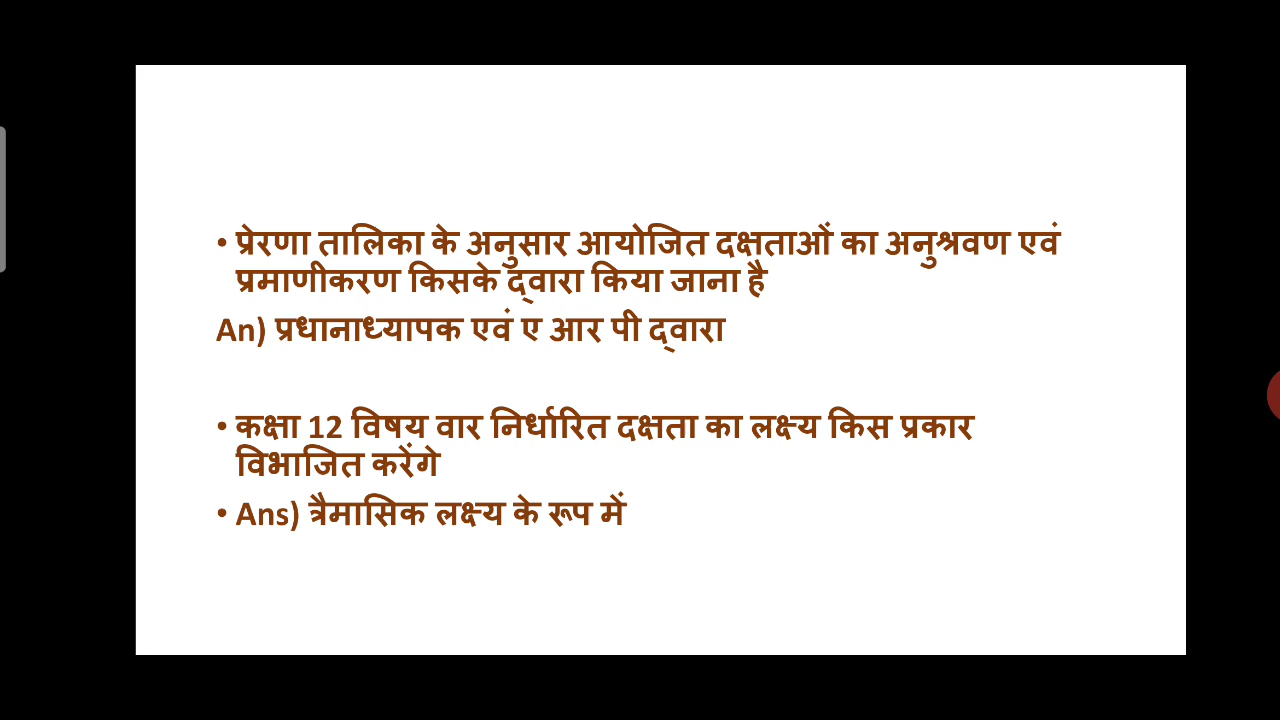 • प्रेरणा तालिका के अनुसार आयोजित दक्षताओं का अनुश्रवण एवं
प्रमाणीकरण किसके द्वारा किया जाना है
An) प्रधानाध्यापक एवं ए आर पी द्वारा
• कक्षा 12 विषय वार निर्धारित दक्षता का लक्ष्य किस प्रकार
विभाजित करेंगे
• Ans) त्रैमासिक लक्ष्य के रूप में